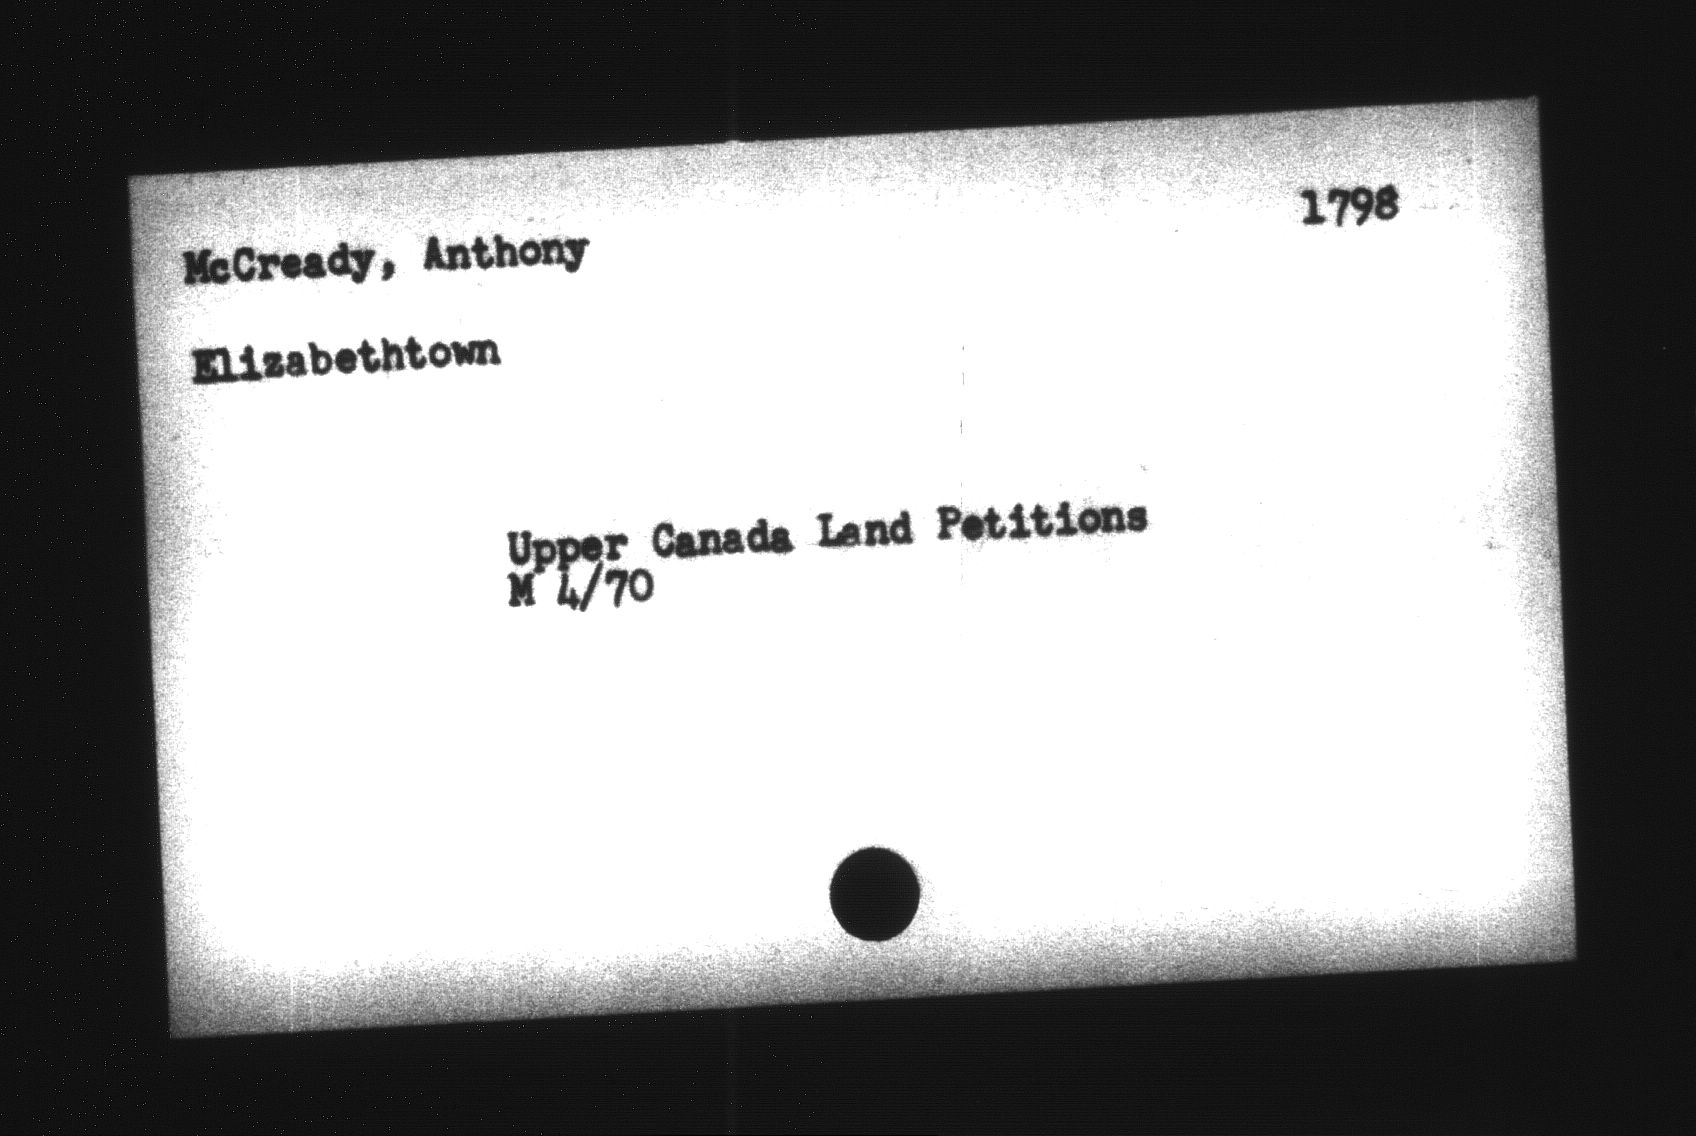 1798
McCready, Anthony
Elizabethtown
Upper Canada Land Petitions
M 4/70